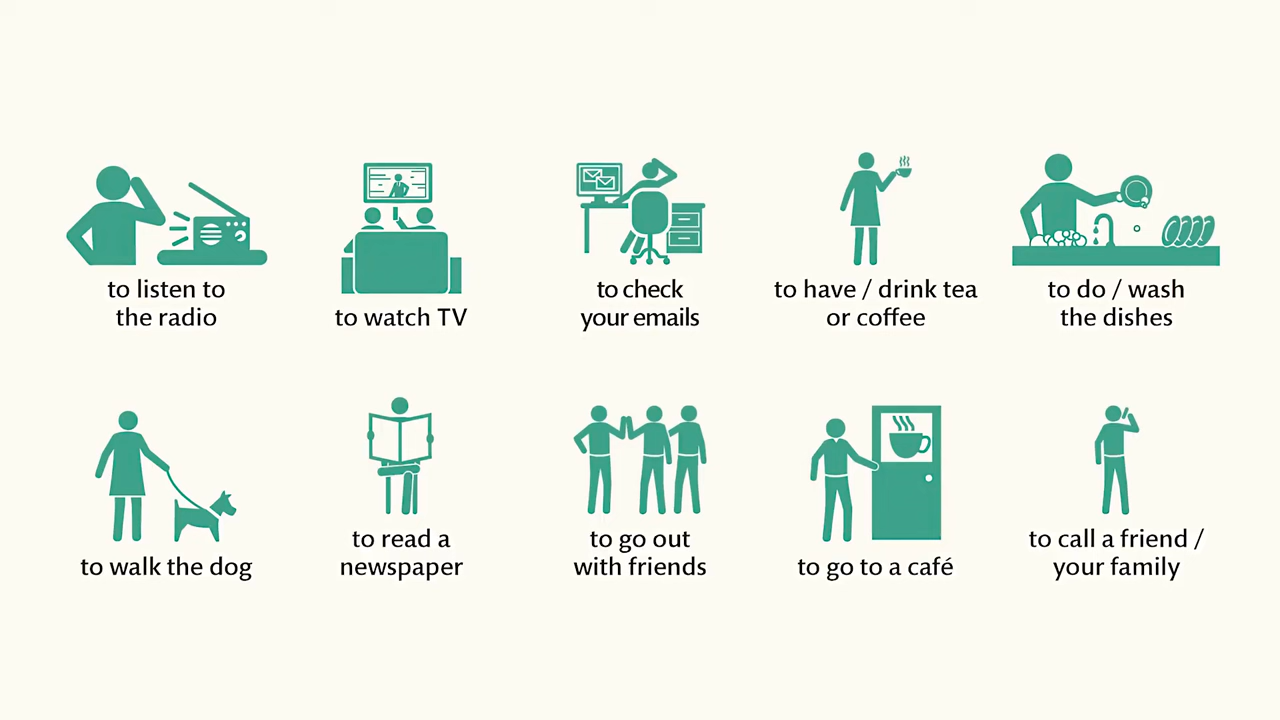 to listen to
the radio
to watch TV
to check
your emails
to have / drink tea
or coffee
to do / wash
the dishes
to walk the dog
to read a
newspaper
to go out
with friends
to go to a café
to call a friend /
your family